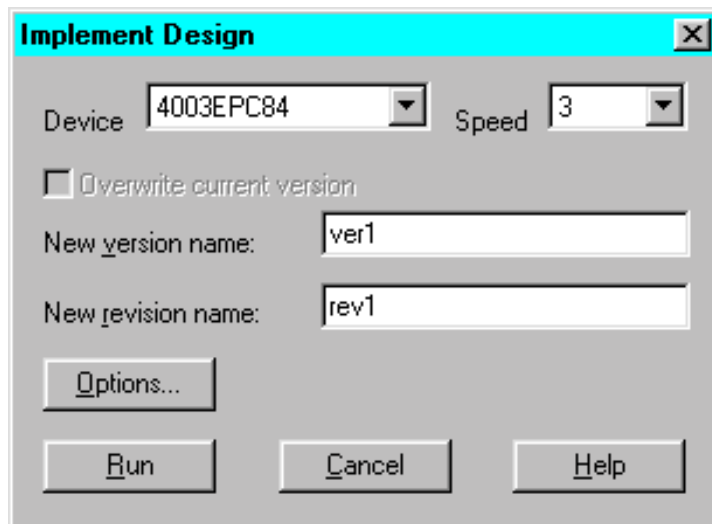 Implement Design
Device 4003EPC84 Speed 3
Overwrite current version
New version name: ver1
New revision name: rev1
Options...
Run Cancel Help